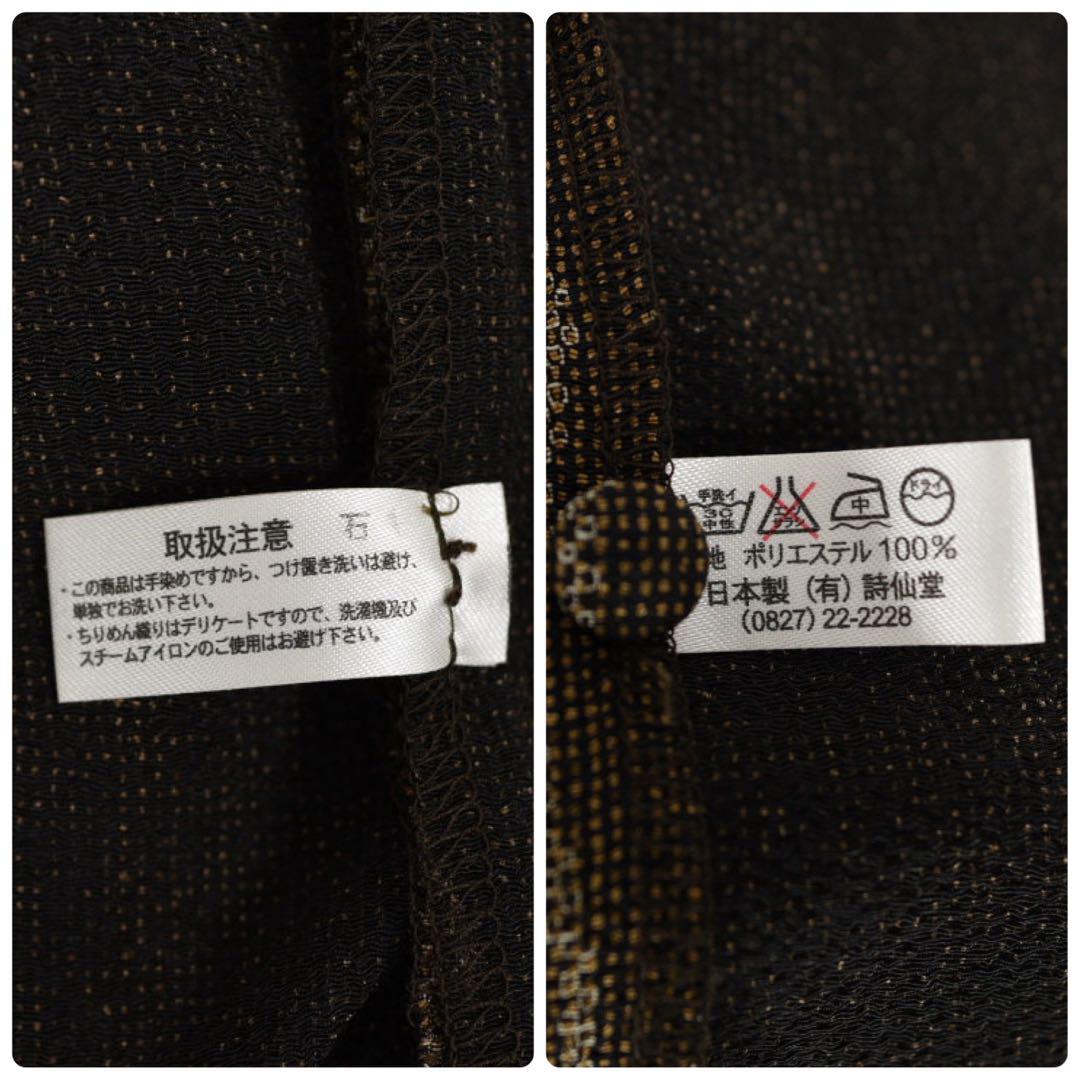 取扱注意
・この商品は手染めですから、つけ置き洗いは避け、
単独でお洗い下さい。
・ちりめん織りはデリケートですので、洗濯機及び
スチームアイロンのご使用はお避け下さい。
手洗イ
30
中性
エンソ
中
ドライ
地 ポリエステル 100%
日本製 (有) 詩仙堂
(0827) 22-2228